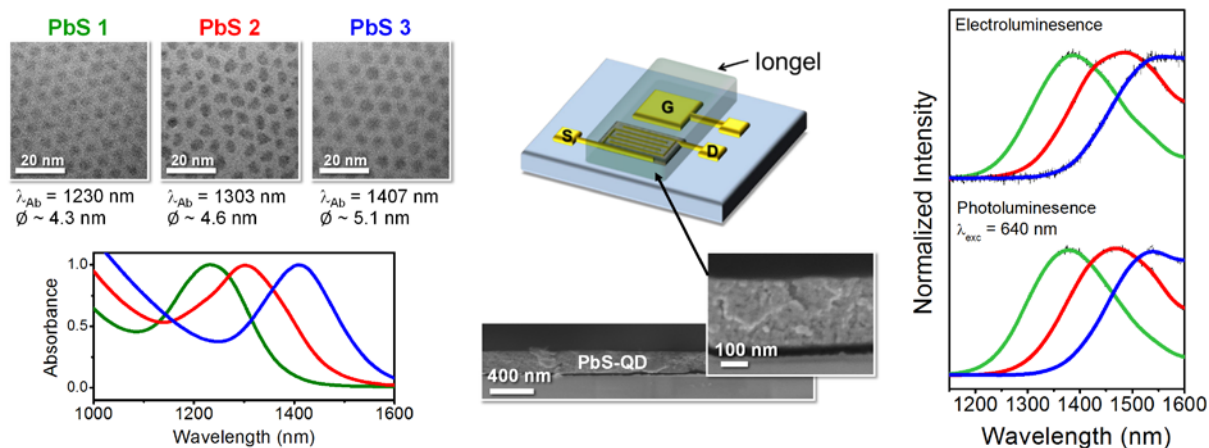 PbS 1
PbS 2
PbS 3
20 nm
20 nm
20 nm
λAb = 1230 nm
Ø ~ 4.3 nm
λAb = 1303 nm
Ø ~ 4.6 nm
λAb = 1407 nm
Ø ~ 5.1 nm
Absorbance
1.0
0.5
0.0
1000
1200
1400
1600
Wavelength (nm)
Iongel
G
S
D
PbS-QD
400 nm
100 nm
Normalized Intensity
Electroluminesence
Photoluminesence
λexc = 640 nm
1200
1300
1400
1500
1600
Wavelength (nm)